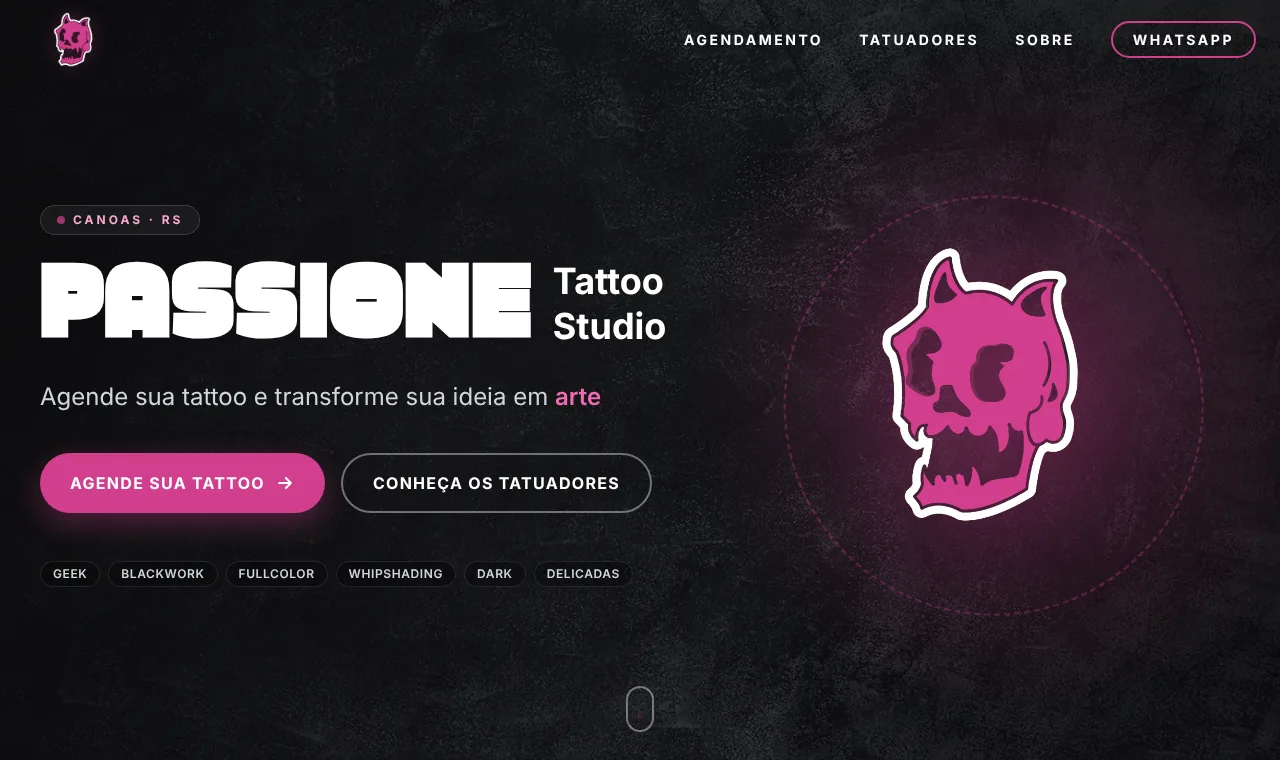 AGENDAMENTO TATUADORES SOBRE WHATSAPP
CANOAS · RS
PASSIONE
Tattoo
Studio
Agende sua tattoo e transforme sua ideia em arte
AGENDE SUA TATTOO → CONHEÇA OS TATUADORES
GEEK BLACKWORK FULLCOLOR WHIPSHADING DARK DELICADAS